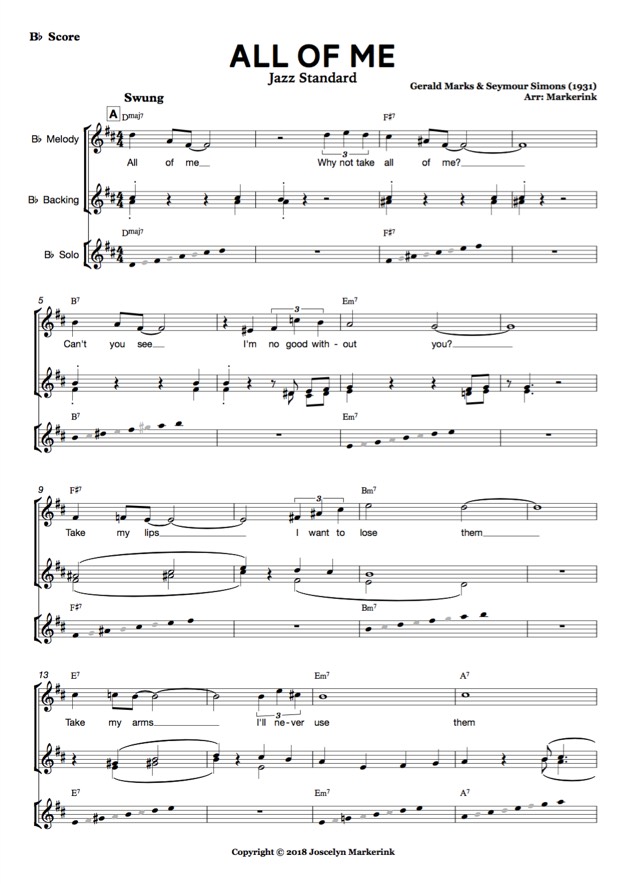 B♭ Score
ALL OF ME
Jazz Standard
Gerald Marks & Seymour Simons (1931)
Arr: Markerink
Swung
A
Dmaj7 F♯7
B♭ Melody
3
All of me Why not take all of me?
B♭ Backing
Dmaj7 F♯7
B♭ Solo
5 B7 Em7
3
Can't you see I'm no good with - out you?
B7 Em7
9 F♯7 Bm7
3
Take my lips I want to lose them
F♯7 Bm7
13 E7 Em7 A7
3
Take my arms I'll ne - ver use them
E7 Em7 A7
Copyright © 2018 Joscelyn Markerink